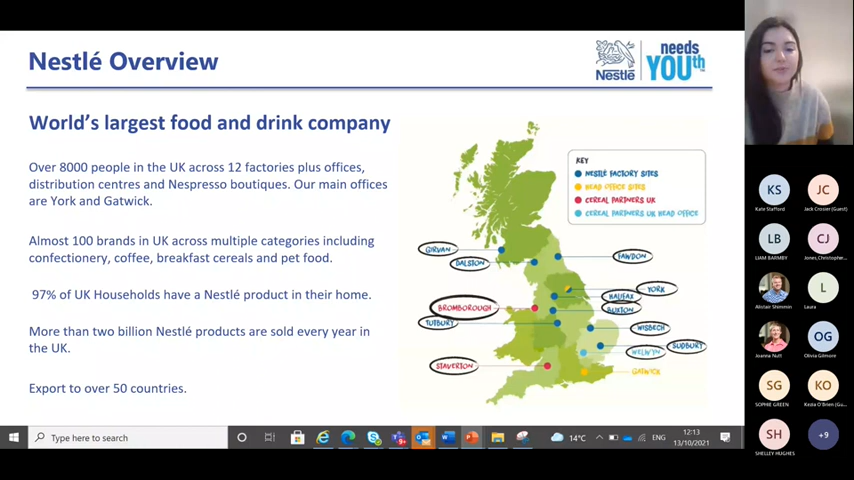 Nestlé Overview
Nestlé
needs
YOUth
World's largest food and drink company
Over 8000 people in the UK across 12 factories plus offices,
distribution centres and Nespresso boutiques. Our main offices
are York and Gatwick.
Almost 100 brands in UK across multiple categories including
confectionery, coffee, breakfast cereals and pet food.
97% of UK Households have a Nestlé product in their home.
More than two billion Nestlé products are sold every year in
the UK.
Export to over 50 countries.
KEY
NESTLÉ FACTORY SITES
HEAD OFFICE SITES
CEREAL PARTNERS UK
CEREAL PARTNERS UK HEAD OFFICE
GIRVAN
DALSTON
FAWDON
YORK
HALIFAX
BROMBOROUGH
BUXTON
TUTBURY
WISBECH
SUDBURY
WELWYN
STAVERTON
GATWICK
KS
Kate Stafford
JC
Jack Crosier (Guest)
LB
LIAM BARMBY
CJ
Jones, Christopher...
Alistair Shimmin
L
Laura
Joanna Nutt
OG
Olivia Gilmore
SG
SOPHIE GREEN
KO
Kezia O'Brien (Gu...
SH
SHELLEY HUGHES
+9
Type here to search
14°C
ENG
12:13
13/10/2021